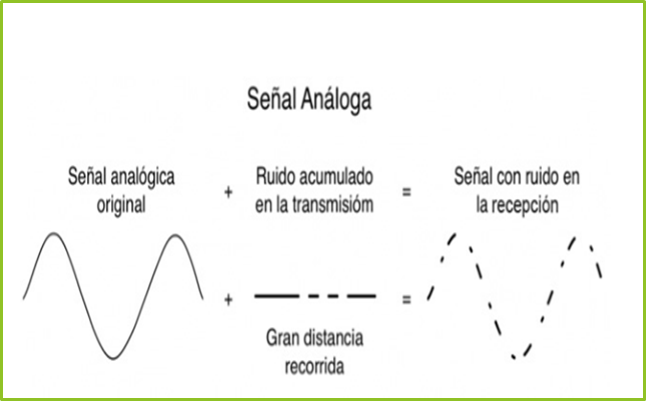 Señal Análoga
Señal analógica
original
+
Ruido acumulado
en la transmisióm
=
Señal con ruido en
la recepción
+
=
Gran distancia
recorrida